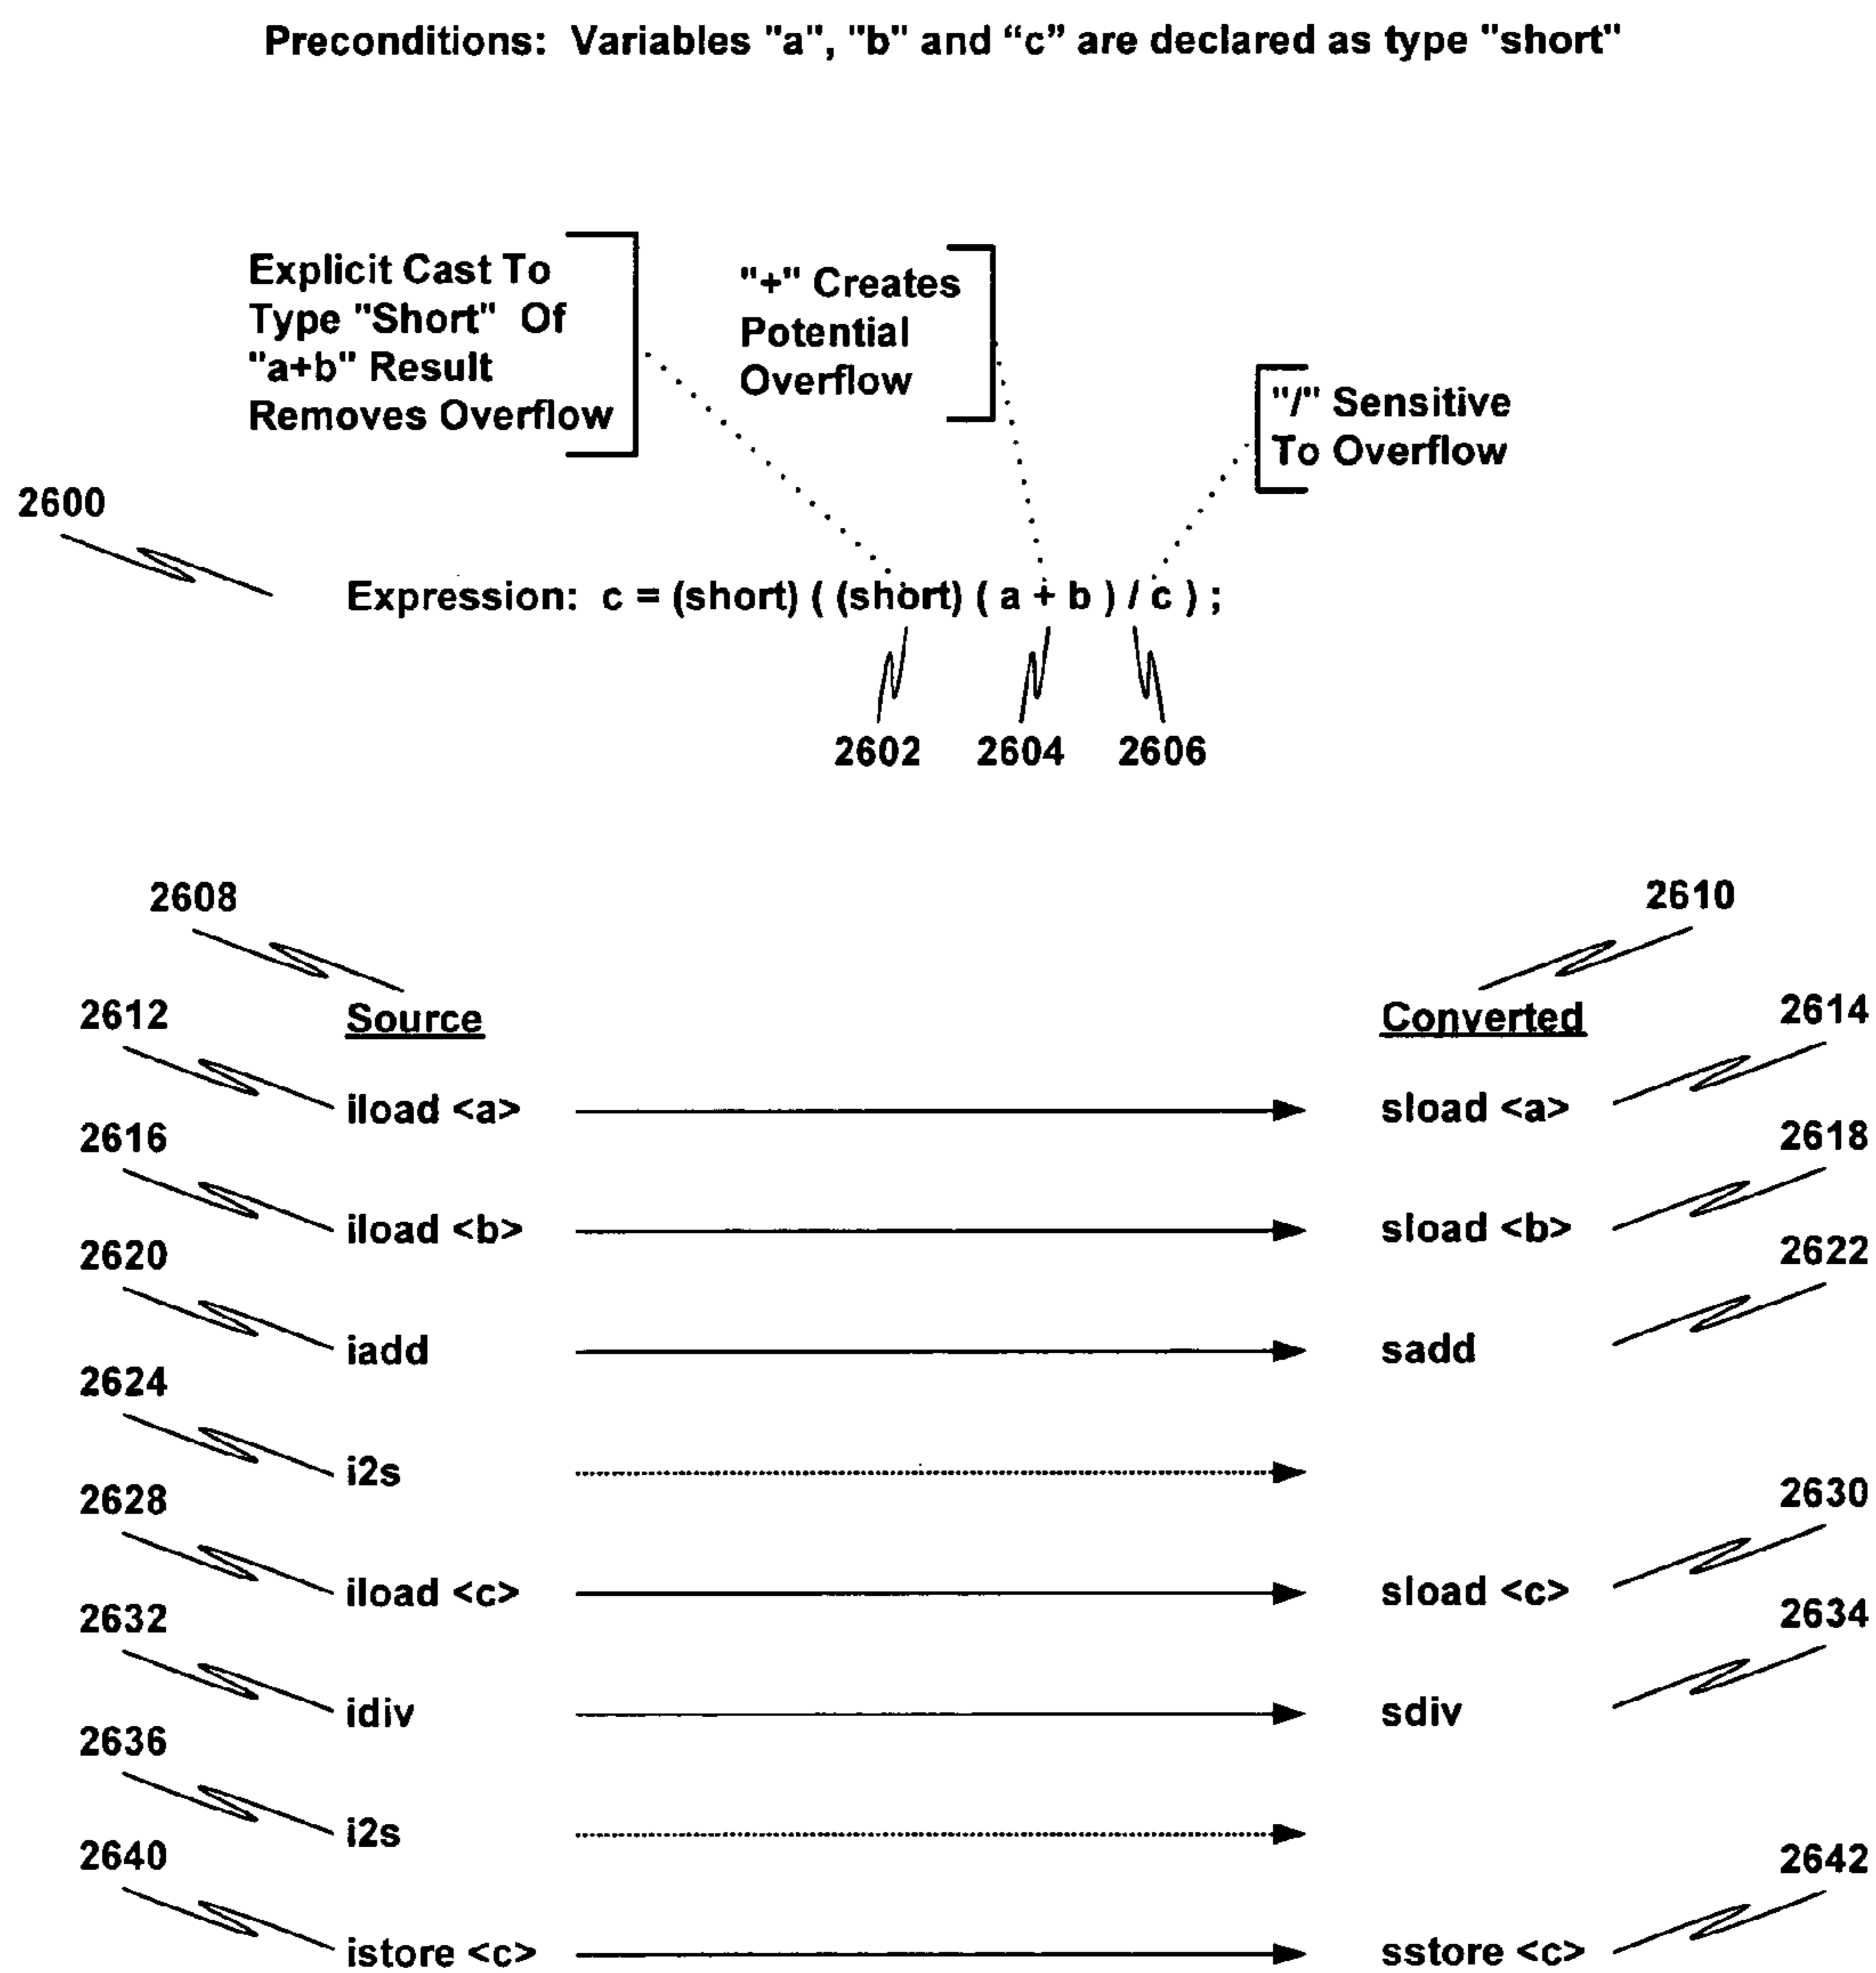 Preconditions: Variables "a", "b" and “c” are declared as type "short"
Explicit Cast To
Type "Short" Of
"a+b" Result
Removes Overflow
"+" Creates
Potential
Overflow
"/" Sensitive
To Overflow
2600
Expression: c = (short) ( (short) ( a + b ) / c ) ;
2602 2604 2606
2608 2610
Source Converted
2612 iload <a> sload <a> 2614
2616 iload <b> sload <b> 2618
2620 iadd sadd 2622
2624 i2s
2628 iload <c> sload <c> 2630
2632 idiv sdiv 2634
2636 i2s
2640 istore <c> sstore <c> 2642